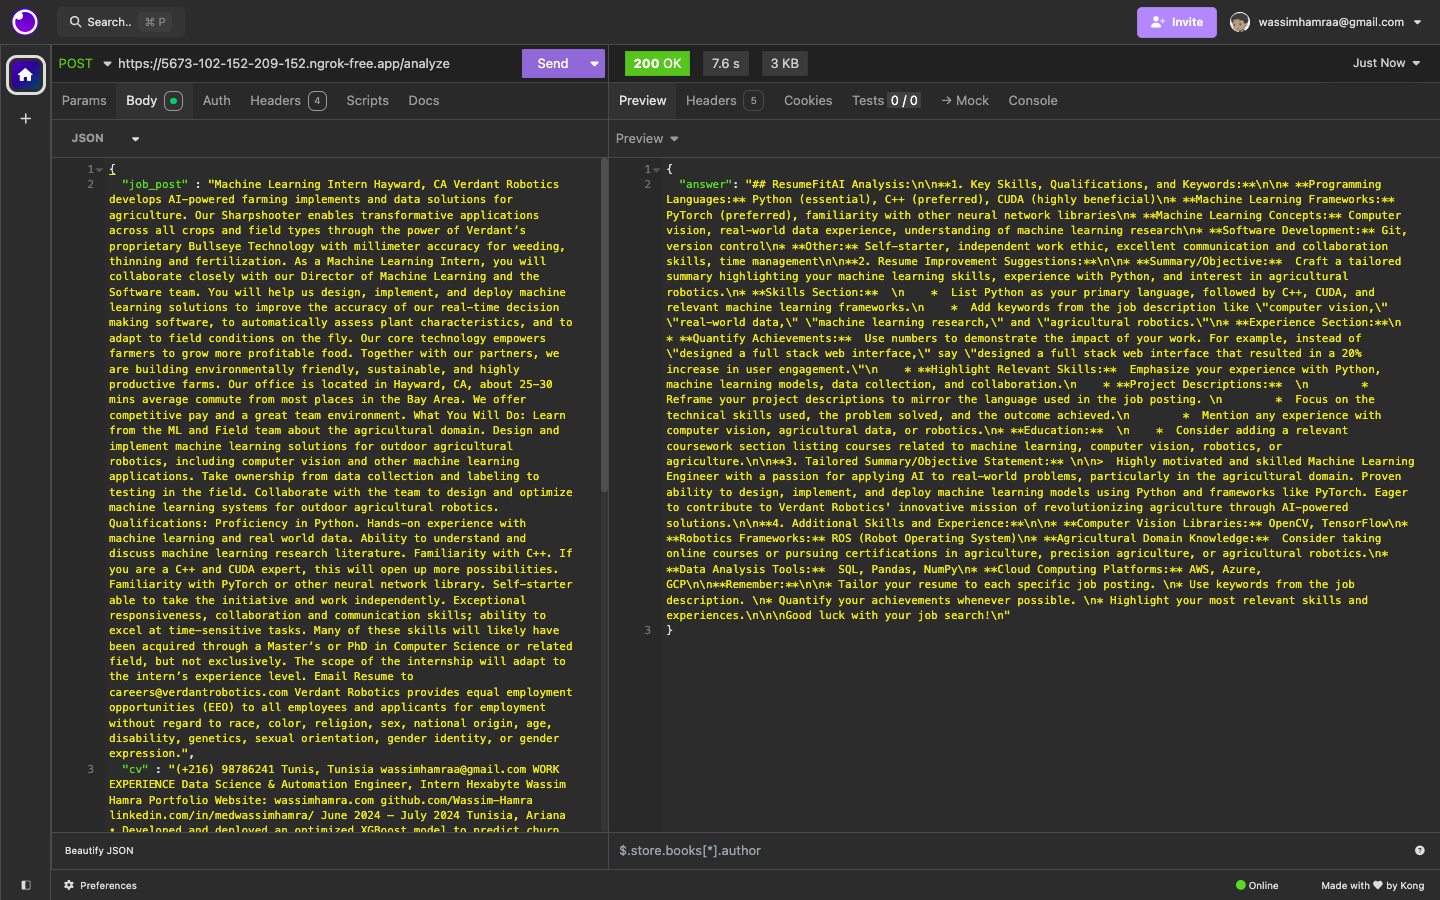 Search..
⌘ P
Invite
wassimhamraa@gmail.com
POST
https://5673-102-152-209-152.ngrok-free.app/analyze
Send
200 OK
7.6 s
3 KB
Just Now
Params
Body
Auth
Headers 4
Scripts
Docs
Preview
Headers 5
Cookies
Tests 0 / 0
→ Mock
Console
JSON
Preview
1
{
2
"job_post" : "Machine Learning Intern Hayward, CA Verdant Robotics
develops AI-powered farming implements and data solutions for
agriculture. Our Sharpshooter enables transformative applications
across all crops and field types through the power of Verdant’s
proprietary Bullseye Technology with millimeter accuracy for weeding,
thinning and fertilization. As a Machine Learning Intern, you will
collaborate closely with our Director of Machine Learning and the
Software team. You will help us design, implement, and deploy machine
learning solutions to improve the accuracy of our real-time decision
making software, to automatically assess plant characteristics, and to
adapt to field conditions on the fly. Our core technology empowers
farmers to grow more profitable food. Together with our partners, we
are building environmentally friendly, sustainable, and highly
productive farms. Our office is located in Hayward, CA, about 25–30
mins average commute from most places in the Bay Area. We offer
competitive pay and a great team environment. What You Will Do: Learn
from the ML and Field team about the agricultural domain. Design and
implement machine learning solutions for outdoor agricultural
robotics, including computer vision and other machine learning
applications. Take ownership from data collection and labeling to
testing in the field. Collaborate with the team to design and optimize
machine learning systems for outdoor agricultural robotics.
Qualifications: Proficiency in Python. Hands-on experience with
machine learning and real world data. Ability to understand and
discuss machine learning research literature. Familiarity with C++. If
you are a C++ and CUDA expert, this will open up more possibilities.
Familiarity with PyTorch or other neural network library. Self-starter
able to take the initiative and work independently. Exceptional
responsiveness, collaboration and communication skills; ability to
excel at time-sensitive tasks. Many of these skills will likely have
been acquired through a Master’s or PhD in Computer Science or related
field, but not exclusively. The scope of the internship will adapt to
the intern’s experience level. Email Resume to
careers@verdantrobotics.com Verdant Robotics provides equal employment
opportunities (EEO) to all employees and applicants for employment
without regard to race, color, religion, sex, national origin, age,
disability, genetics, sexual orientation, gender identity, or gender
expression.",
3
"cv" : "(+216) 98786241 Tunis, Tunisia wassimhamraa@gmail.com WORK
EXPERIENCE Data Science & Automation Engineer, Intern Hexabyte Wassim
Hamra Portfolio Website: wassimhamra.com github.com/Wassim-Hamra
linkedin.com/in/medwassimhamra/ June 2024 – July 2024 Tunisia, Ariana
• Developed and deployed an optimized XGBoost model to predict churn
1
{
2
"answer": "## ResumeFitAI Analysis:\n\n**1. Key Skills, Qualifications, and Keywords:**\n\n* **Programming
Languages:** Python (essential), C++ (preferred), CUDA (highly beneficial)\n* **Machine Learning Frameworks:**
PyTorch (preferred), familiarity with other neural network libraries\n* **Machine Learning Concepts:** Computer
vision, real-world data experience, understanding of machine learning research\n* **Software Development:** Git,
version control\n* **Other:** Self-starter, independent work ethic, excellent communication and collaboration
skills, time management\n\n**2. Resume Improvement Suggestions:**\n\n* **Summary/Objective:**  Craft a tailored
summary highlighting your machine learning skills, experience with Python, and interest in agricultural
robotics.\n* **Skills Section:**  \n    *  List Python as your primary language, followed by C++, CUDA, and
relevant machine learning frameworks.\n    *  Add keywords from the job description like \"computer vision,\"
\"real-world data,\" \"machine learning research,\" and \"agricultural robotics.\"\n* **Experience Section:**\n
* **Quantify Achievements:**  Use numbers to demonstrate the impact of your work. For example, instead of
\"designed a full stack web interface,\" say \"designed a full stack web interface that resulted in a 20%
increase in user engagement.\"\n    * **Highlight Relevant Skills:**  Emphasize your experience with Python,
machine learning models, data collection, and collaboration.\n    * **Project Descriptions:**  \n        *
Reframe your project descriptions to mirror the language used in the job posting. \n        *  Focus on the
technical skills used, the problem solved, and the outcome achieved.\n        *  Mention any experience with
computer vision, agricultural data, or robotics.\n* **Education:**  \n    *  Consider adding a relevant
coursework section listing courses related to machine learning, computer vision, robotics, or
agriculture.\n\n**3. Tailored Summary/Objective Statement:** \n\n>  Highly motivated and skilled Machine Learning
Engineer with a passion for applying AI to real-world problems, particularly in the agricultural domain. Proven
ability to design, implement, and deploy machine learning models using Python and frameworks like PyTorch. Eager
to contribute to Verdant Robotics' innovative mission of revolutionizing agriculture through AI-powered
solutions.\n\n**4. Additional Skills and Experience:**\n\n* **Computer Vision Libraries:** OpenCV, TensorFlow\n*
**Robotics Frameworks:** ROS (Robot Operating System)\n* **Agricultural Domain Knowledge:**  Consider taking
online courses or pursuing certifications in agriculture, precision agriculture, or agricultural robotics.\n*
**Data Analysis Tools:**  SQL, Pandas, NumPy\n* **Cloud Computing Platforms:** AWS, Azure,
GCP\n\n**Remember:**\n\n* Tailor your resume to each specific job posting. \n* Use keywords from the job
description. \n* Quantify your achievements whenever possible. \n* Highlight your most relevant skills and
experiences.\n\n\nGood luck with your job search!\n"
3
}
Beautify JSON
$.store.books[*].author
Preferences
Online
Made with ♥ by Kong